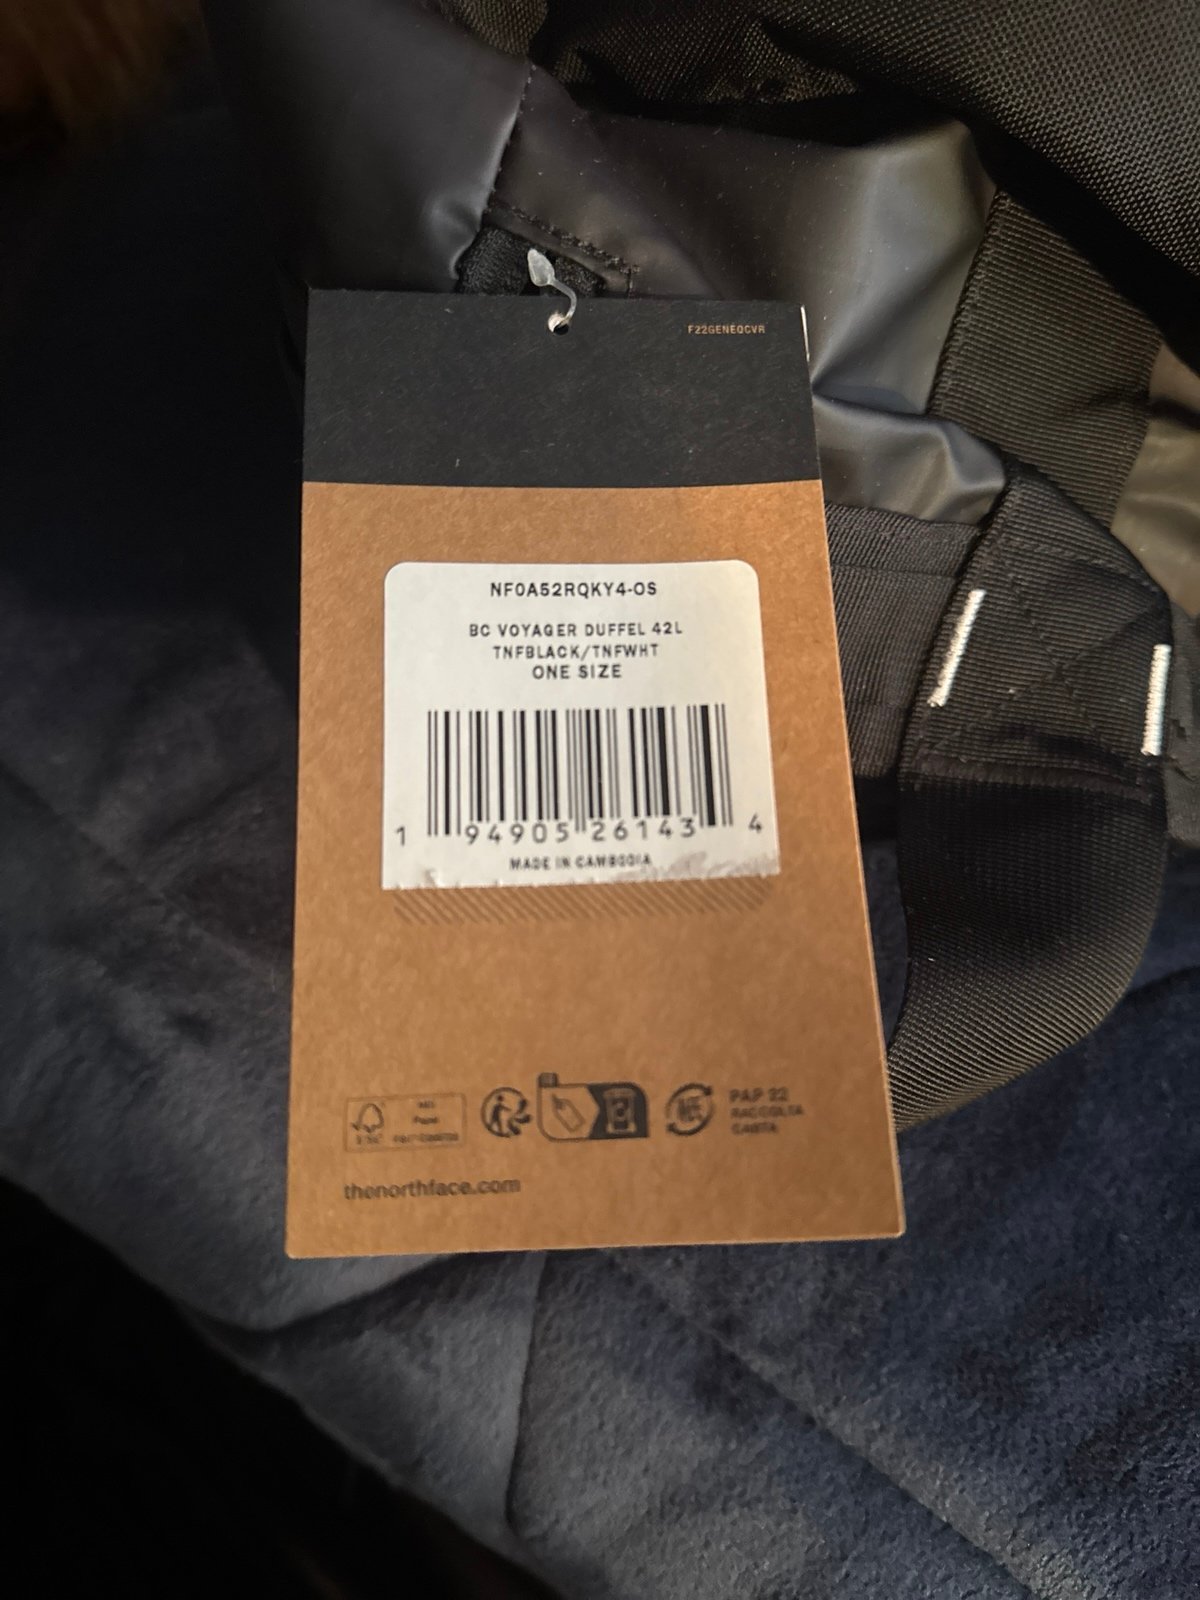 F22GENEQCVR
NF0A52RQKY4-OS
BC VOYAGER DUFFEL 42L
TNFBLACK/TNFWHT
ONE SIZE
1 94905 26143 4
MADE IN CAMBODIA
PAP 22
RACCOLTA
CARTA
thenorthface.com